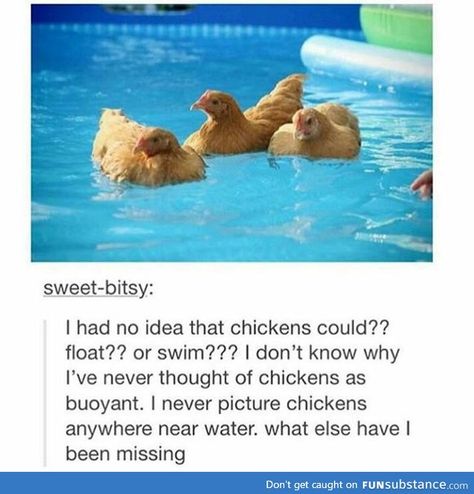 sweet-bitsy:
I had no idea that chickens could??
float?? or swim??? I don't know why
I've never thought of chickens as
buoyant. I never picture chickens
anywhere near water. what else have I
been missing
Don't get caught on FUNsubstance.com